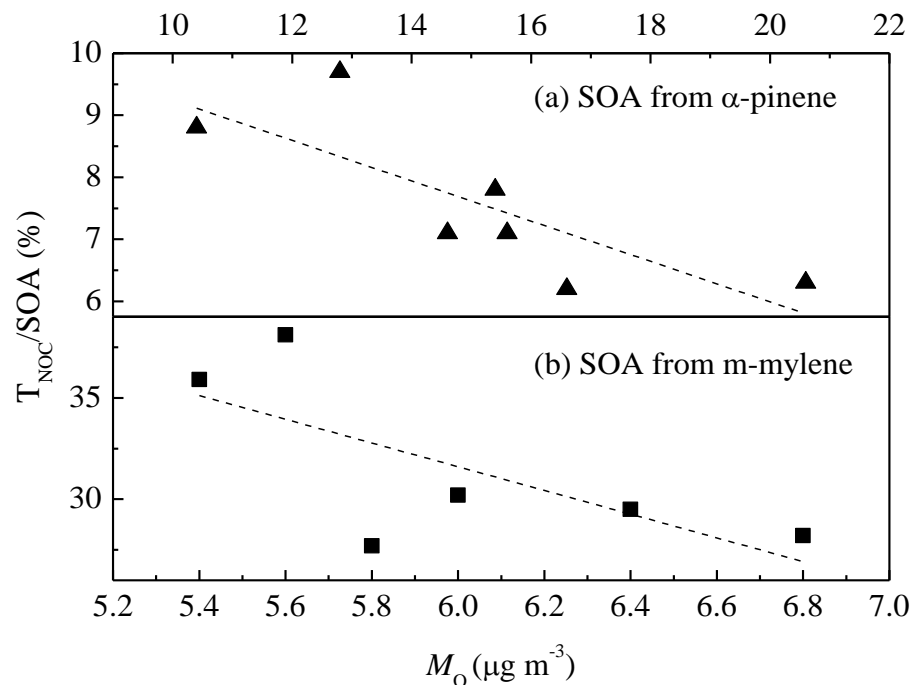 10 12 14 16 18 20 22
10
(a) SOA from α-pinene
9
8
7
6
T_NOC/SOA (%)
(b) SOA from m-mylene
35
30
5.2 5.4 5.6 5.8 6.0 6.2 6.4 6.6 6.8 7.0
M_O (μg m⁻³)